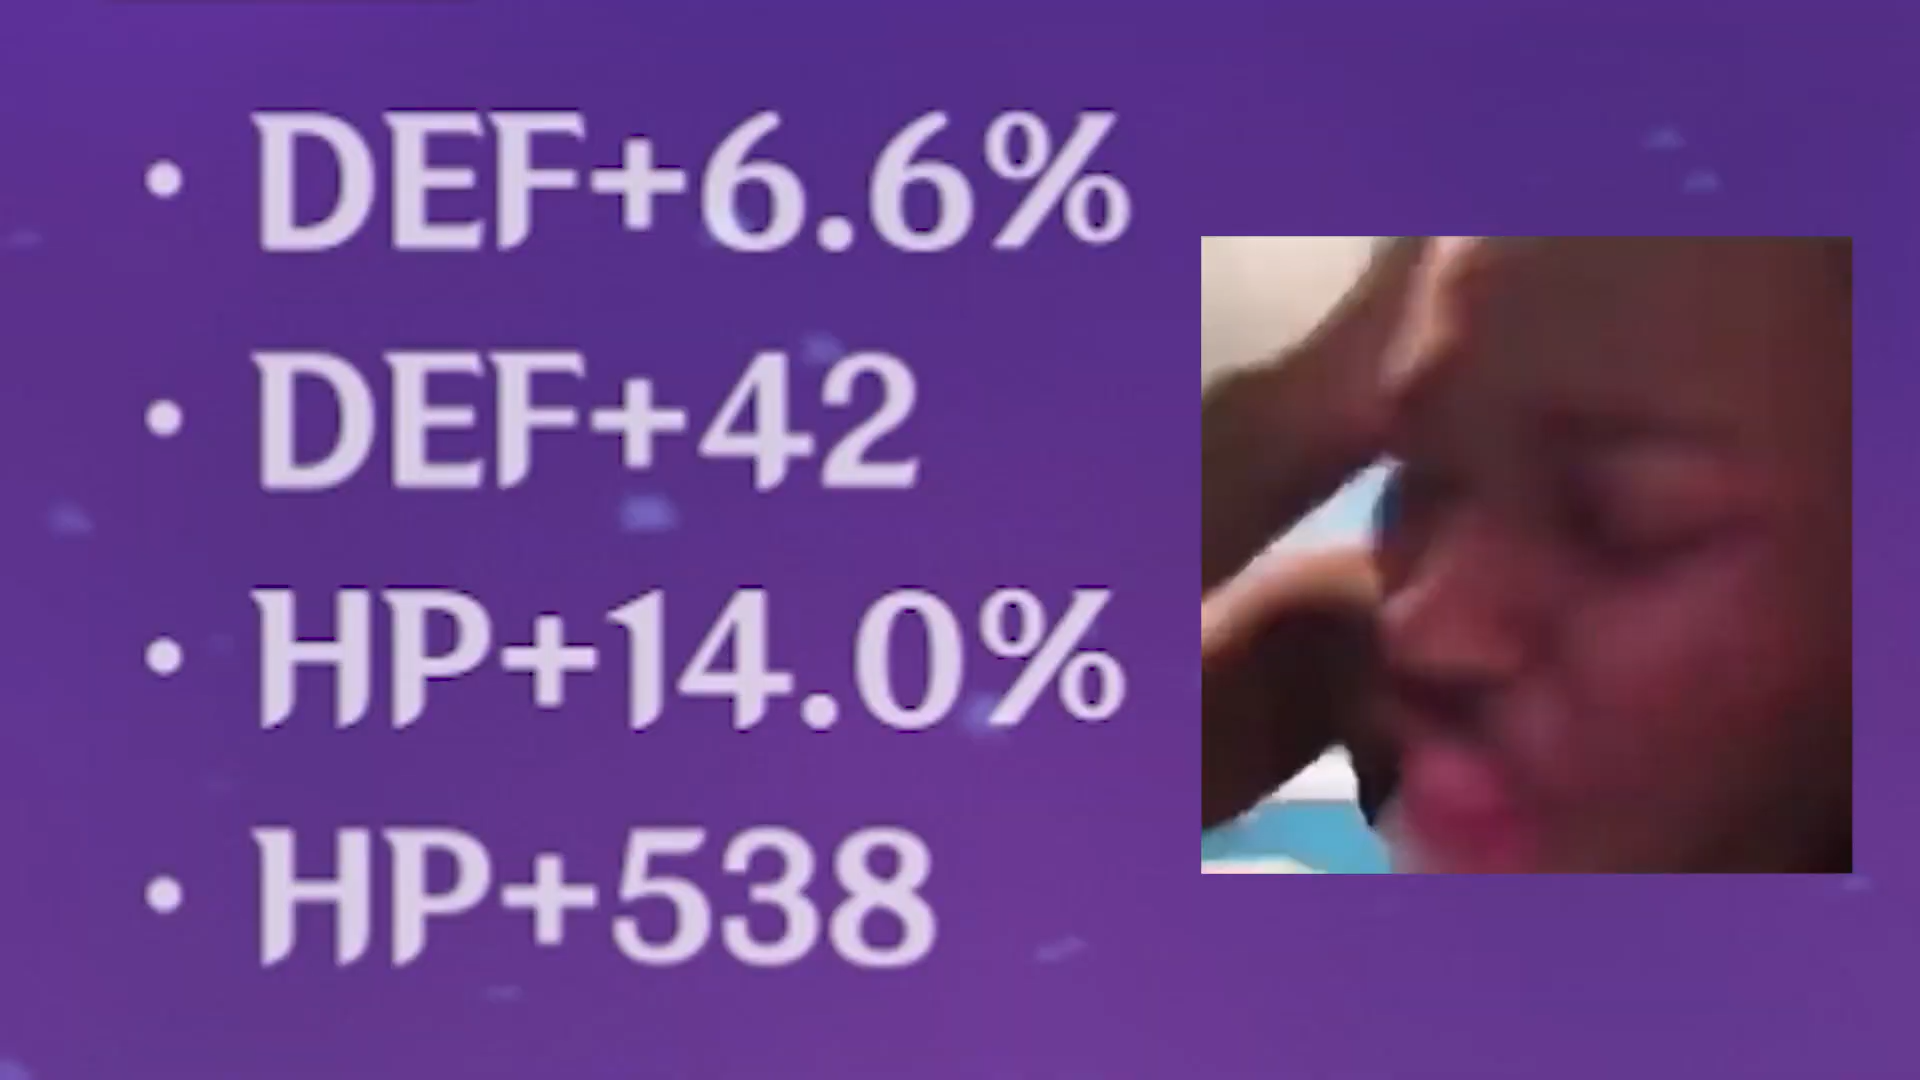 • DEF+6.6%
• DEF+42
• HP+14.0%
• HP+538